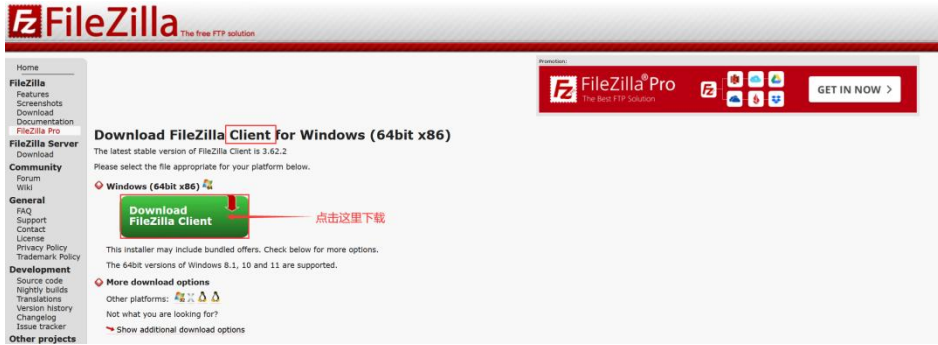 FileZilla The free FTP solution
Home
FileZilla
Features
Screenshots
Download
Documentation
FileZilla Pro
FileZilla Server
Download
Community
Forum
Wiki
General
FAQ
Support
Contact
License
Privacy Policy
Trademark Policy
Development
Source code
Nightly builds
Translations
Version history
Changelog
Issue tracker
Other projects
Promotion:
FileZilla®Pro
The Best FTP Solution
GET IN NOW >
Download FileZilla Client for Windows (64bit x86)
The latest stable version of FileZilla Client is 3.62.2
Please select the file appropriate for your platform below.
Windows (64bit x86)
Download
FileZilla Client
点击这里下载
This installer may include bundled offers. Check below for more options.
The 64bit versions of Windows 8.1, 10 and 11 are supported.
More download options
Other platforms:
Not what you are looking for?
Show additional download options